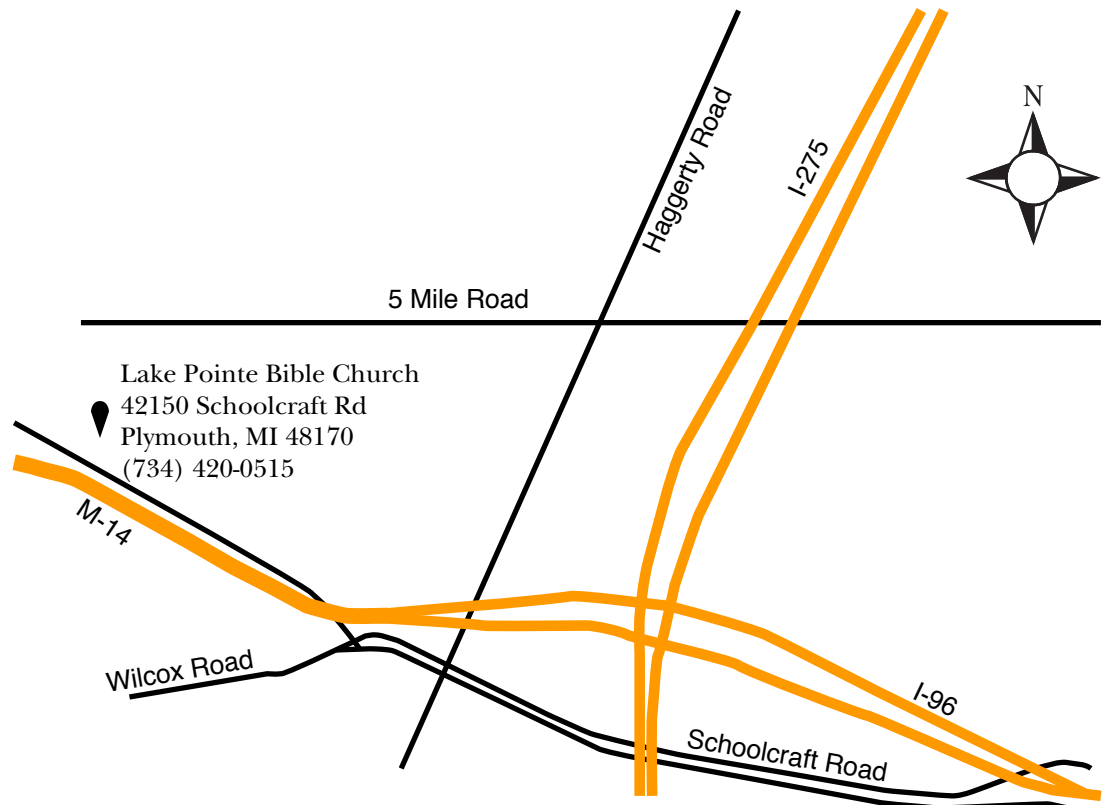 N
Haggerty Road
I-275
5 Mile Road
Lake Pointe Bible Church
42150 Schoolcraft Rd
Plymouth, MI 48170
(734) 420-0515
M-14
Wilcox Road
I-96
Schoolcraft Road